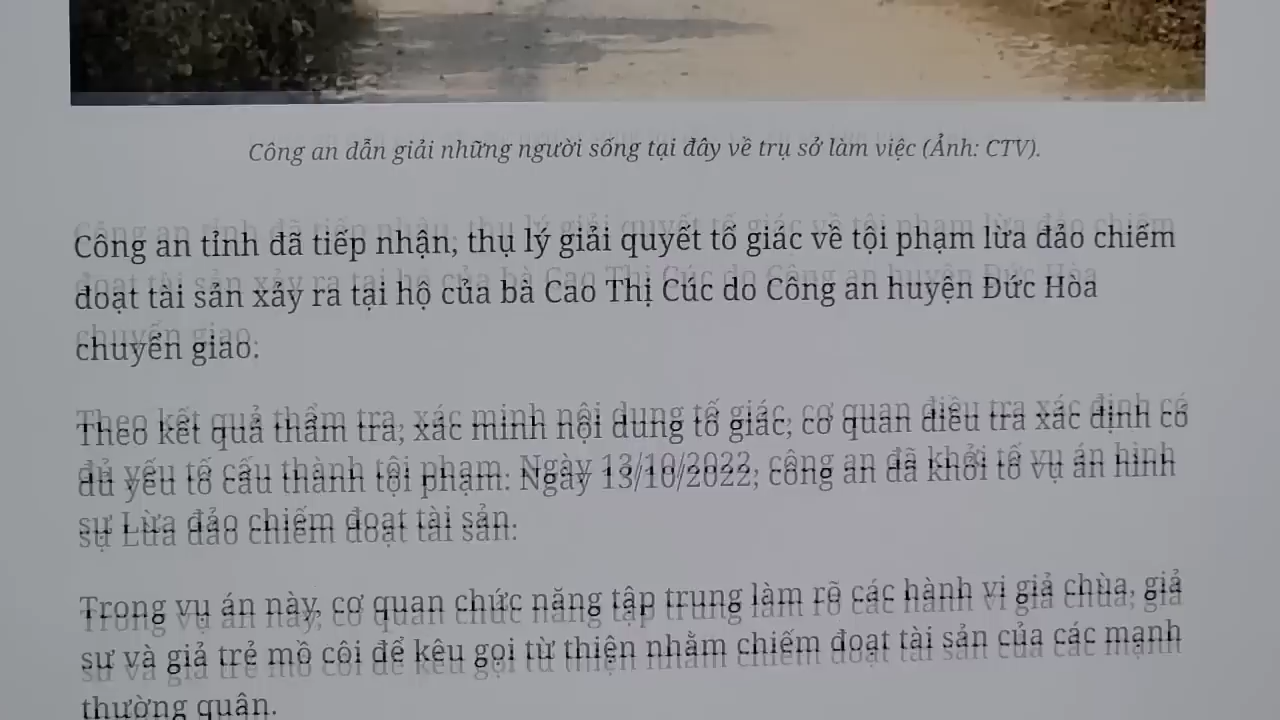 Công an dẫn giải những người sống tại đây về trụ sở làm việc (Ảnh: CTV).
Công an tỉnh đã tiếp nhận, thụ lý giải quyết tố giác về tội phạm lừa đảo chiếm
đoạt tài sản xảy ra tại hộ của bà Cao Thị Cúc do Công an huyện Đức Hòa
chuyển giao.
Theo kết quả thẩm tra, xác minh nội dung tố giác, cơ quan điều tra xác định có
đủ yếu tố cấu thành tội phạm. Ngày 13/10/2022, công an đã khởi tố vụ án hình
sự Lừa đảo chiếm đoạt tài sản.
Trong vụ án này, cơ quan chức năng tập trung làm rõ các hành vi giả chùa, giả
sư và giả trẻ mồ côi để kêu gọi từ thiện nhằm chiếm đoạt tài sản của các mạnh
thường quân.